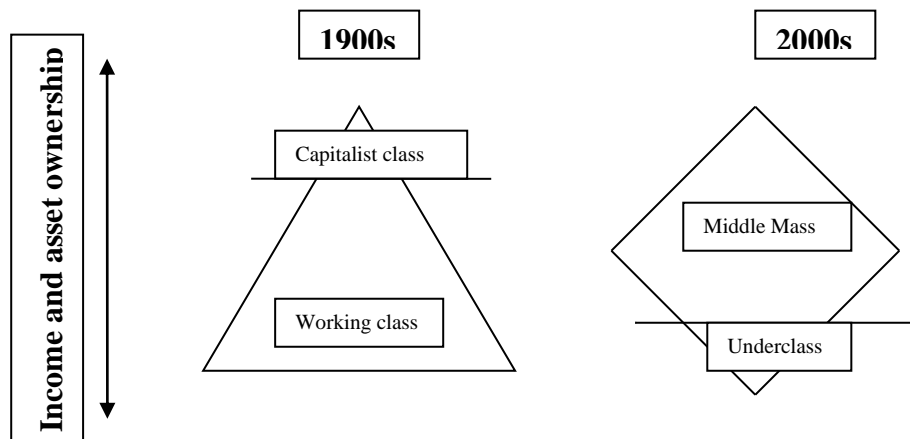 1900s
2000s
Income and asset ownership
Capitalist class
Middle Mass
Working class
Underclass